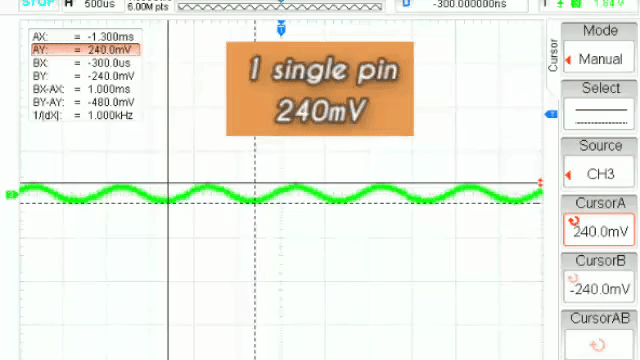 STOP H 500us 6.00M pts D -300.000000ns T 1.84V
AX: = -1.300ms
AY: = 240.0mV
BX: = -300.0us
BY: = -240.0mV
BX-AX: = 1.000ms
BY-AY: = -480.0mV
1/|dX|: = 1.000kHz
1 single pin
240mV
Cursor
Mode
Manual
Select
Source
CH3
CursorA
240.0mV
CursorB
-240.0mV
CursorAB